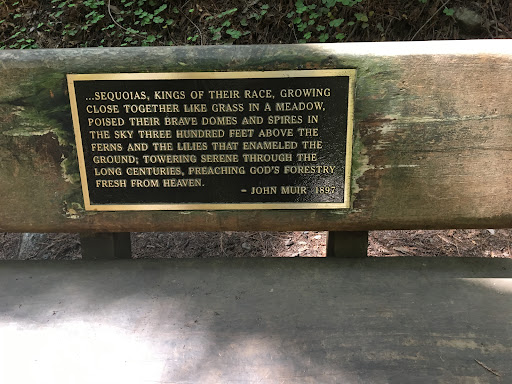 ...SEQUOIAS, KINGS OF THEIR RACE, GROWING
CLOSE TOGETHER LIKE GRASS IN A MEADOW,
POISED THEIR BRAVE DOMES AND SPIRES IN
THE SKY THREE HUNDRED FEET ABOVE THE
FERNS AND THE LILIES THAT ENAMELED THE
GROUND; TOWERING SERENE THROUGH THE
LONG CENTURIES, PREACHING GOD'S FORESTRY
FRESH FROM HEAVEN. – JOHN MUIR 1897